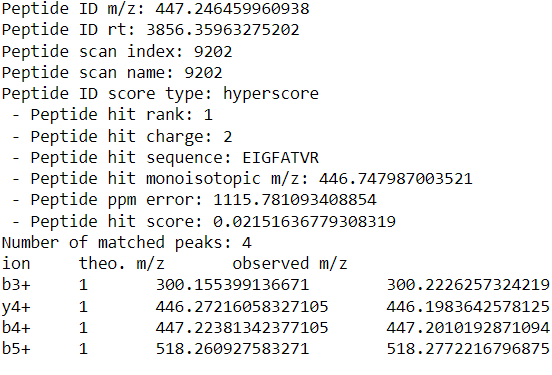 Peptide ID m/z: 447.246459960938
Peptide ID rt: 3856.35963275202
Peptide scan index: 9202
Peptide scan name: 9202
Peptide ID score type: hyperscore
- Peptide hit rank: 1
- Peptide hit charge: 2
- Peptide hit sequence: EIGFATVR
- Peptide hit monoisotopic m/z: 446.747987003521
- Peptide ppm error: 1115.781093408854
- Peptide hit score: 0.02151636779308319
Number of matched peaks: 4
ion theo. m/z observed m/z
b3+ 1 300.155399136671 300.2226257324219
y4+ 1 446.27216058327105 446.1983642578125
b4+ 1 447.22381342377105 447.2010192871094
b5+ 1 518.260927583271 518.2772216796875